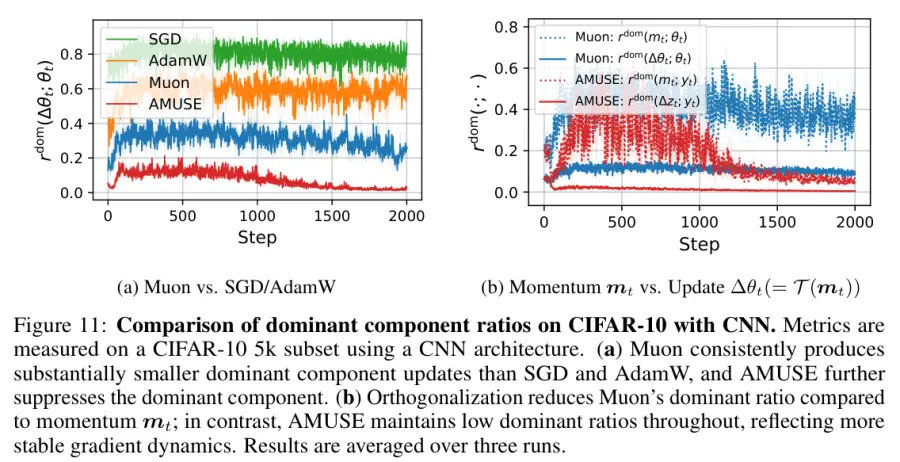 SGD
AdamW
Muon
AMUSE
r^dom(Δθ_t; θ_t)
0.8
0.6
0.4
0.2
0.0
0 500 1000 1500 2000
Step
(a) Muon vs. SGD/AdamW
Muon: r^dom(m_t; θ_t)
Muon: r^dom(Δθ_t; θ_t)
AMUSE: r^dom(m_t; y_t)
AMUSE: r^dom(Δz_t; y_t)
r^dom(·; ·)
0.8
0.6
0.4
0.2
0.0
0 500 1000 1500 2000
Step
(b) Momentum m_t vs. Update Δθ_t(= 𝒯(m_t))
Figure 11: Comparison of dominant component ratios on CIFAR-10 with CNN. Metrics are
measured on a CIFAR-10 5k subset using a CNN architecture. (a) Muon consistently produces
substantially smaller dominant component updates than SGD and AdamW, and AMUSE further
suppresses the dominant component. (b) Orthogonalization reduces Muon's dominant ratio compared
to momentum m_t; in contrast, AMUSE maintains low dominant ratios throughout, reflecting more
stable gradient dynamics. Results are averaged over three runs.